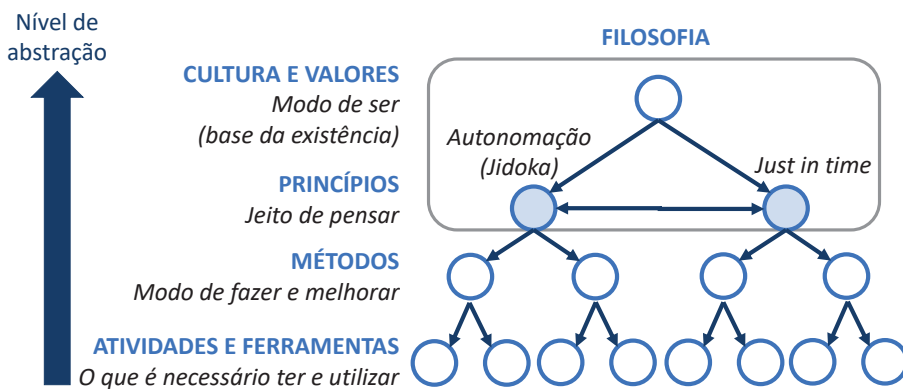 Nível de
abstração
FILOSOFIA
CULTURA E VALORES
Modo de ser
(base da existência)
Autonomação
(Jidoka)
Just in time
PRINCÍPIOS
Jeito de pensar
MÉTODOS
Modo de fazer e melhorar
ATIVIDADES E FERRAMENTAS
O que é necessário ter e utilizar